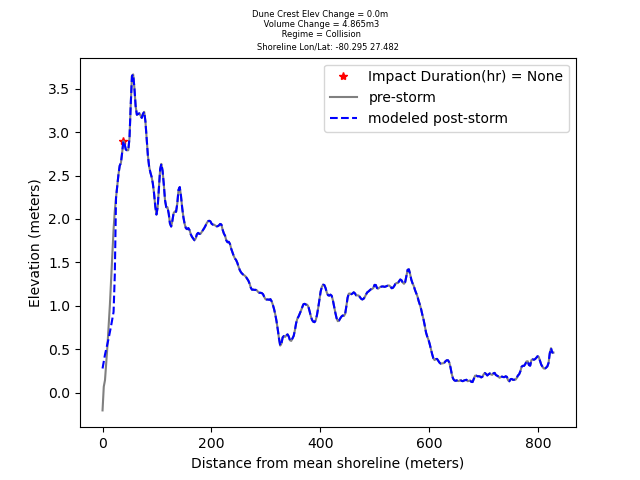 Dune Crest Elev Change = 0.0m
Volume Change = 4.865m3
Regime = Collision
Shoreline Lon/Lat: -80.295 27.482
Impact Duration(hr) = None
pre-storm
modeled post-storm
Elevation (meters)
3.5
3.0
2.5
2.0
1.5
1.0
0.5
0.0
0 200 400 600 800
Distance from mean shoreline (meters)